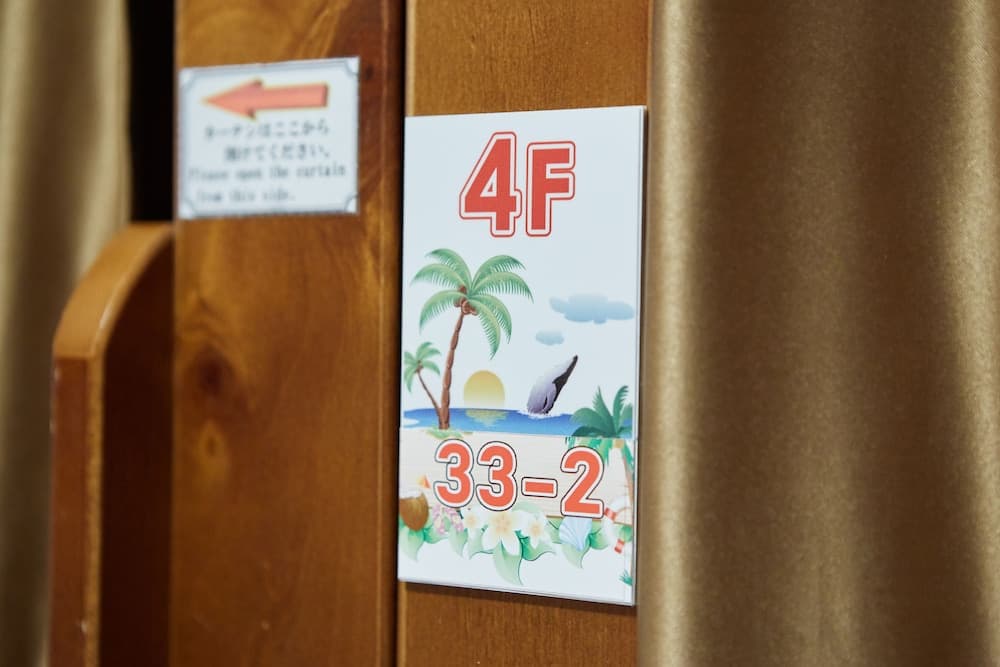 カーテンはここから
開けてください。
Please open the curtain
from this side.
4F
33-2